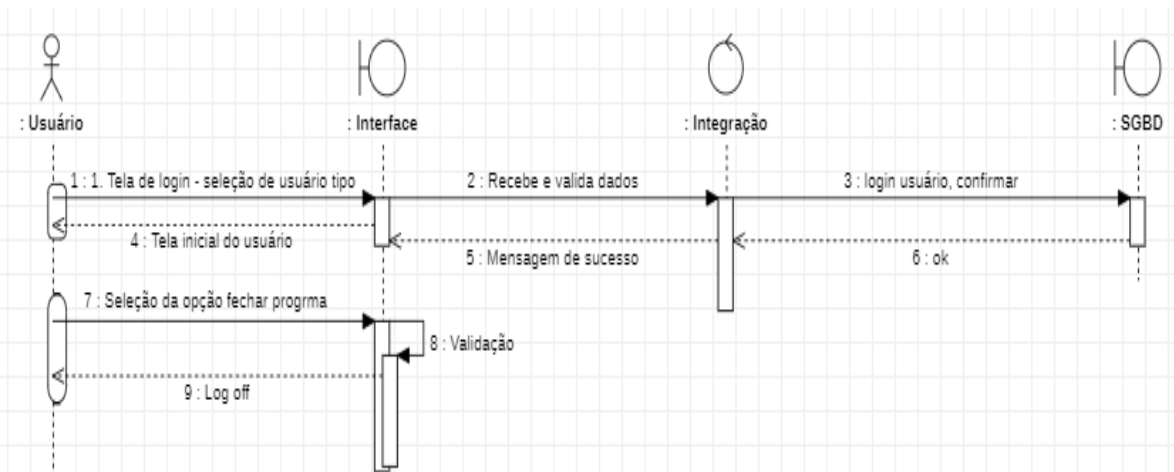 : Usuário
: Interface
: Integração
: SGBD
1 : 1. Tela de login - seleção de usuário tipo
2 : Recebe e valida dados
3 : login usuário, confirmar
4 : Tela inicial do usuário
5 : Mensagem de sucesso
6 : ok
7 : Seleção da opção fechar progrma
8 : Validação
9 : Log off